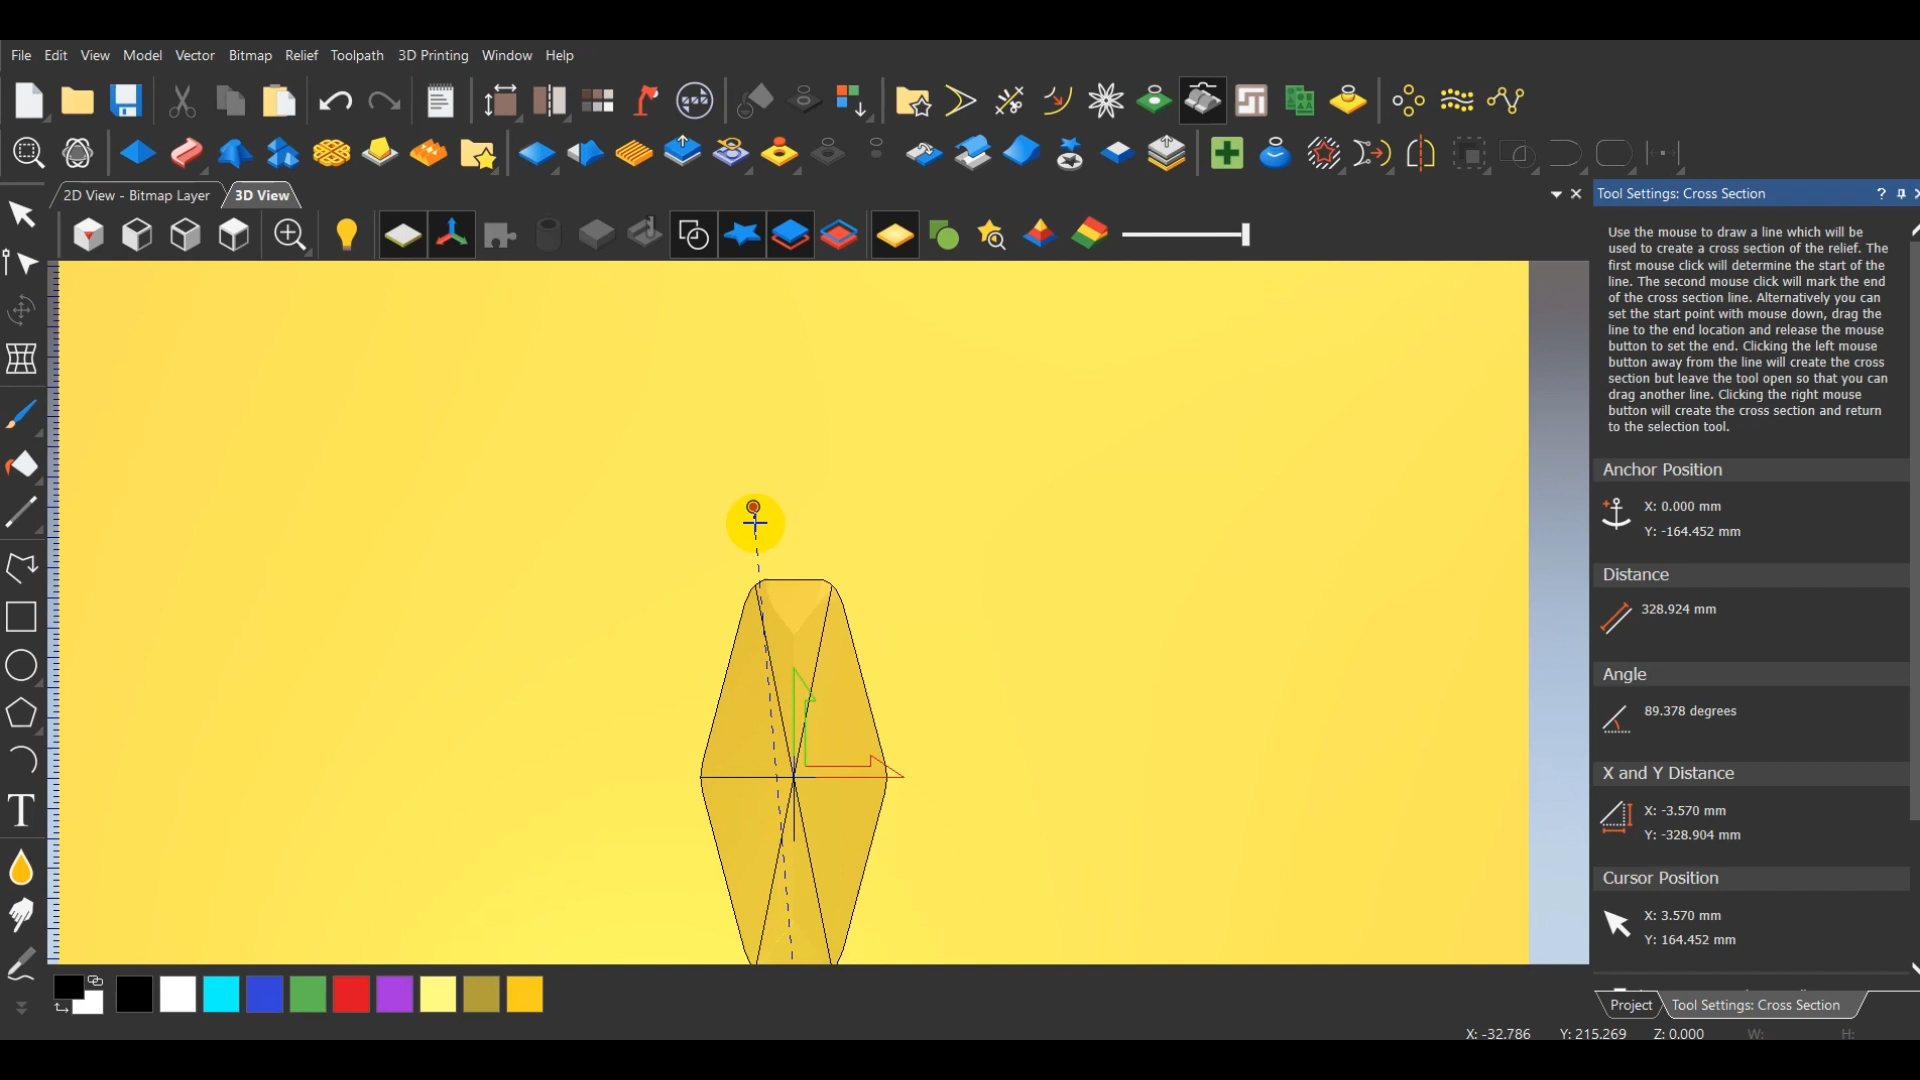 File Edit View Model Vector Bitmap Relief Toolpath 3D Printing Window Help
2D View - Bitmap Layer
3D View
Tool Settings: Cross Section
Use the mouse to draw a line which will be
used to create a cross section of the relief. The
first mouse click will determine the start of the
line. The second mouse click will mark the end
of the cross section line. Alternatively you can
set the start point with mouse down, drag the
line to the end location and release the mouse
button to set the end. Clicking the left mouse
button away from the line will create the cross
section but leave the tool open so that you can
drag another line. Clicking the right mouse
button will create the cross section and return
to the selection tool.
Anchor Position
X: 0.000 mm
Y: -164.452 mm
Distance
328.924 mm
Angle
89.378 degrees
X and Y Distance
X: -3.570 mm
Y: -328.904 mm
Cursor Position
X: 3.570 mm
Y: 164.452 mm
Project
Tool Settings: Cross Section
X: -32.786 Y: 215.269 Z: 0.000 W: H: